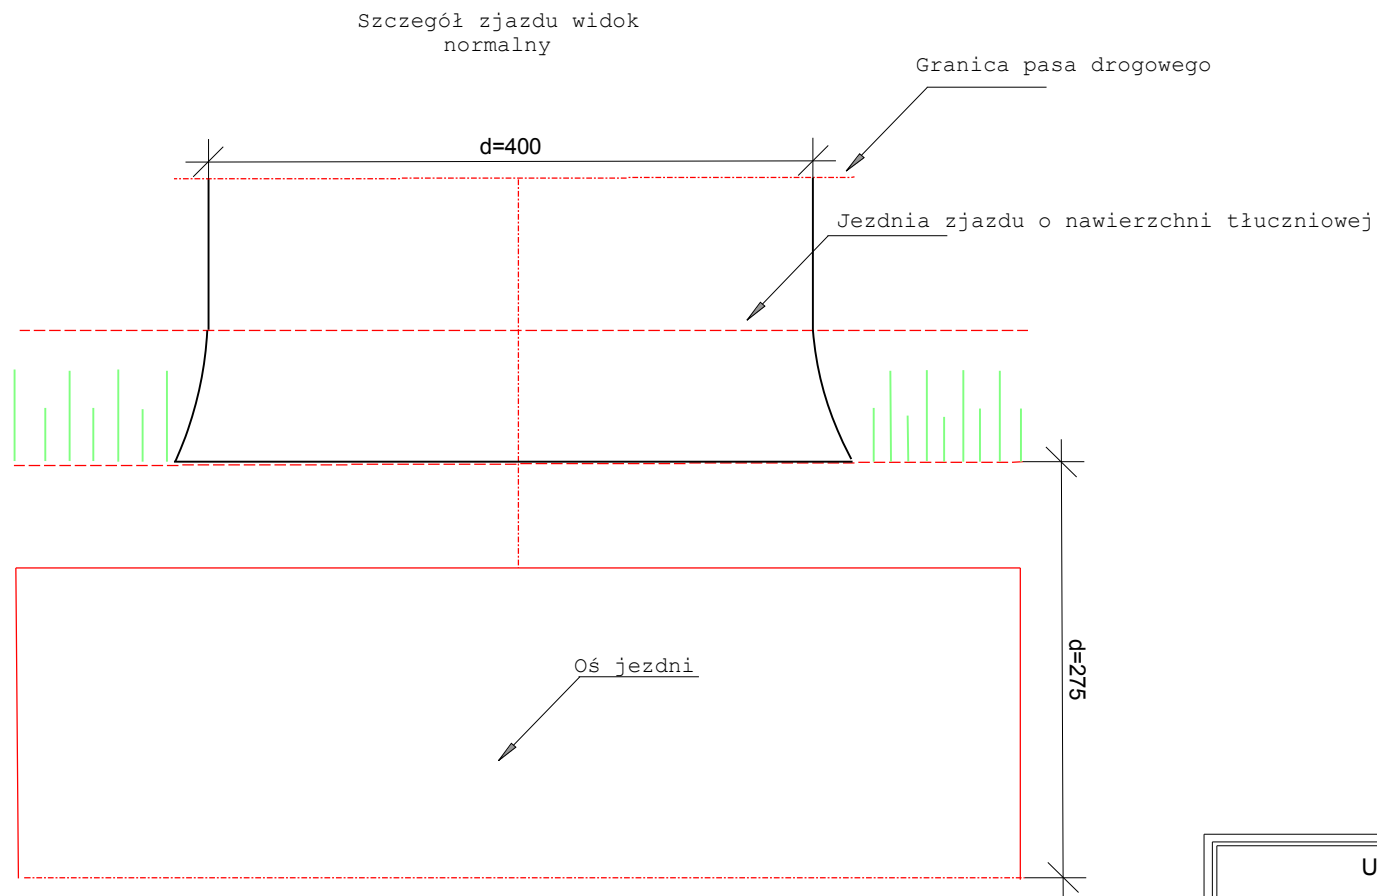 Szczegół zjazdu widok
normalny
Granica pasa drogowego
d=400
Jezdnia zjazdu o nawierzchni tłuczniowej
Oś jezdni
d=275
U